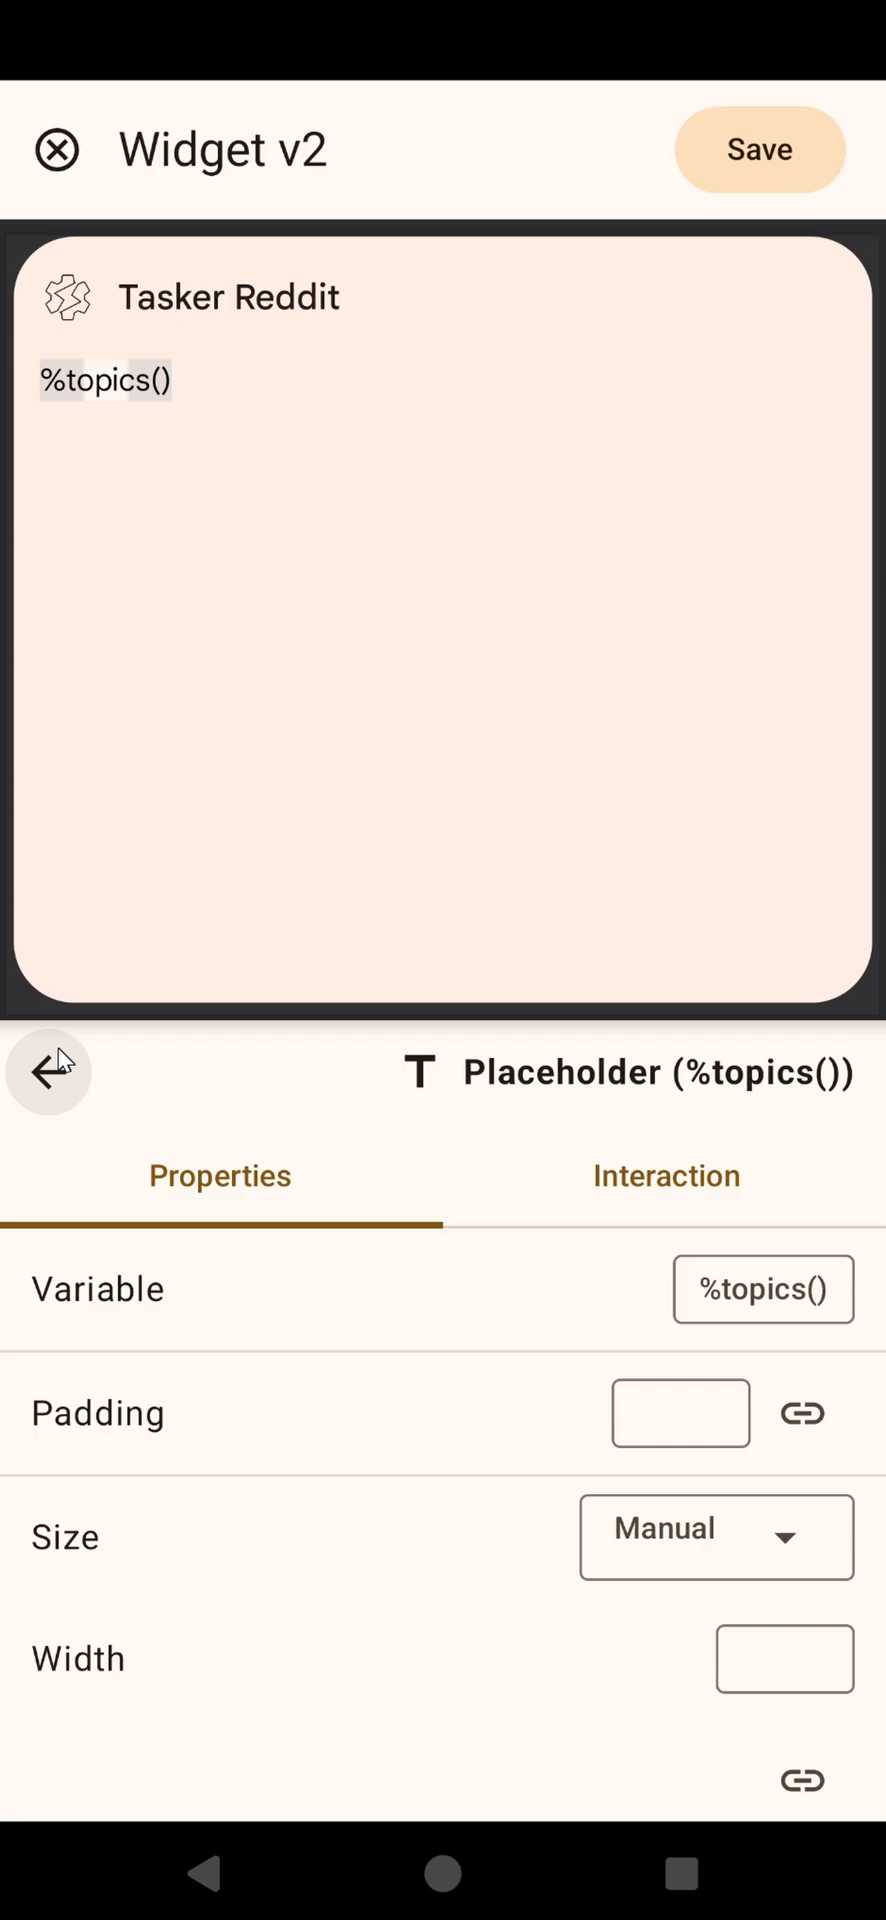 Widget v2
Save
Tasker Reddit
%topics()
T Placeholder (%topics())
Properties
Interaction
Variable
%topics()
Padding
Size
Manual
Width